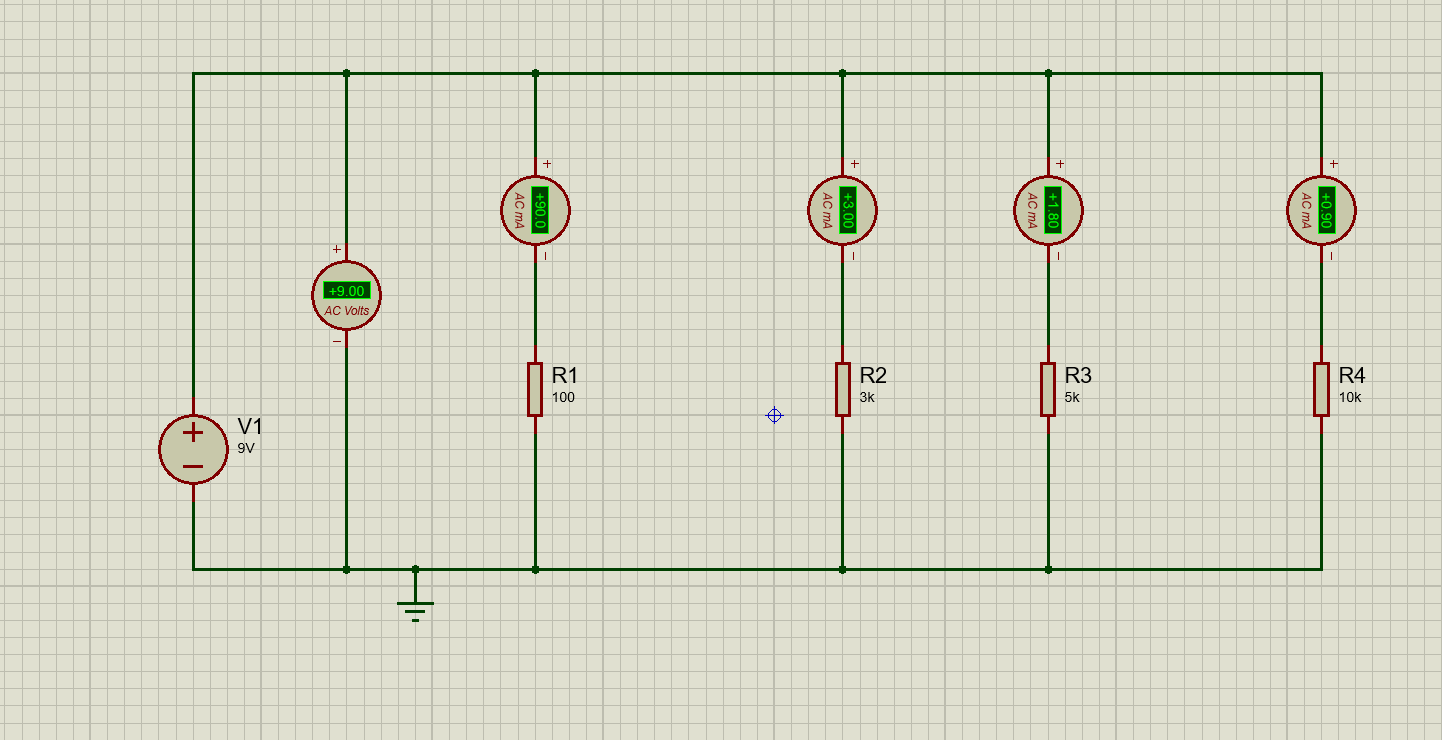 +
+90.0
AC mA
+
+3.00
AC mA
+
+1.80
AC mA
+
+0.90
AC mA
+
+9.00
AC Volts
R1
100
R2
3k
R3
5k
R4
10k
V1
9V